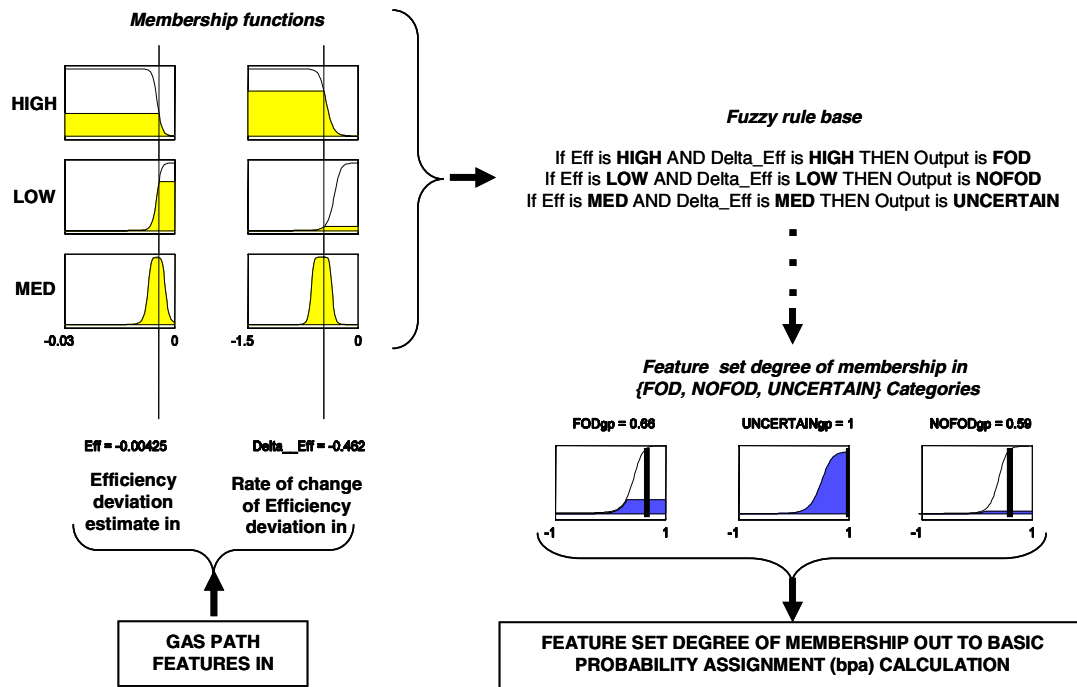 Membership functions
HIGH
LOW
MED
-0.03 0
-1.5 0
Eff = -0.00425
Delta__Eff = -0.462
Efficiency
deviation
estimate in
Rate of change
of Efficiency
deviation in
GAS PATH
FEATURES IN
Fuzzy rule base
If Eff is HIGH AND Delta_Eff is HIGH THEN Output is FOD
If Eff is LOW AND Delta_Eff is LOW THEN Output is NOFOD
If Eff is MED AND Delta_Eff is MED THEN Output is UNCERTAIN
Feature set degree of membership in
{FOD, NOFOD, UNCERTAIN} Categories
FODgp = 0.66
UNCERTAINgp = 1
NOFODgp = 0.59
-1 1
-1 1
-1 1
FEATURE SET DEGREE OF MEMBERSHIP OUT TO BASIC
PROBABILITY ASSIGNMENT (bpa) CALCULATION